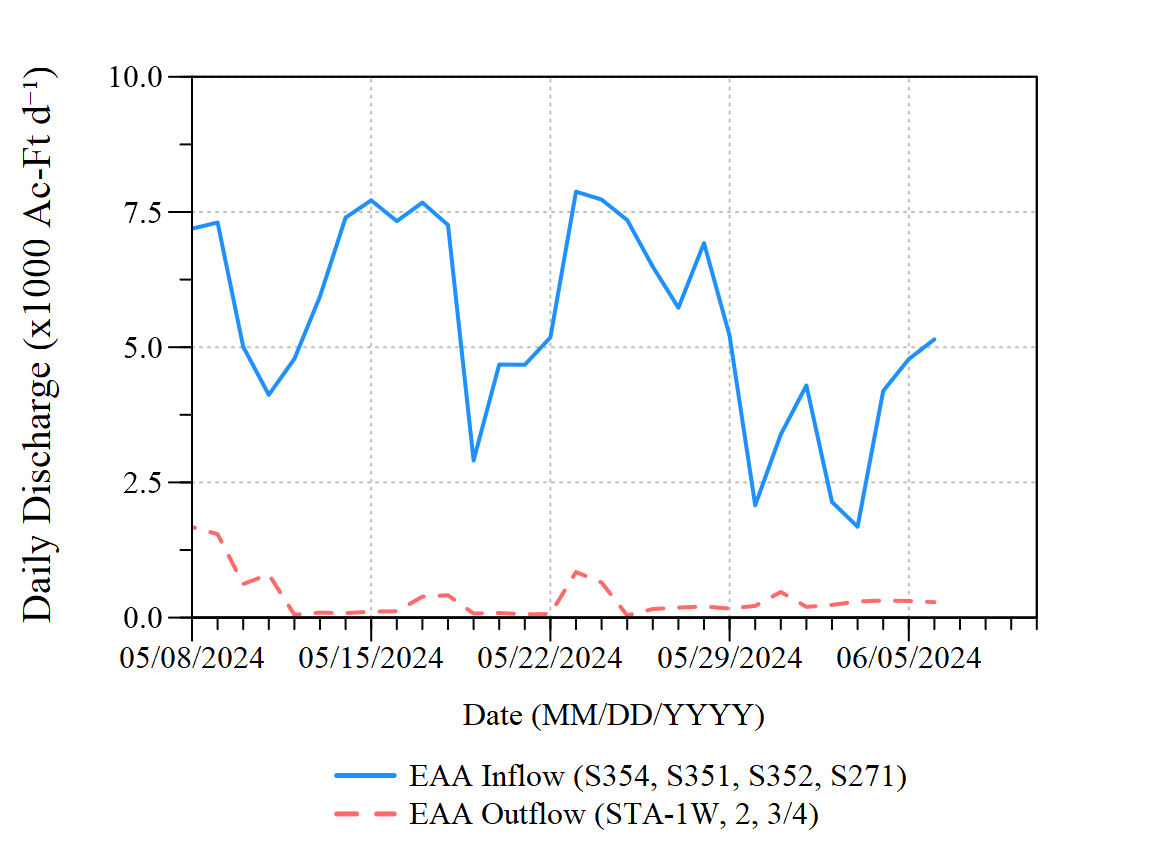 Daily Discharge (x1000 Ac-Ft d⁻¹)
10.0
7.5
5.0
2.5
0.0
05/08/2024 05/15/2024 05/22/2024 05/29/2024 06/05/2024
Date (MM/DD/YYYY)
EAA Inflow (S354, S351, S352, S271)
EAA Outflow (STA-1W, 2, 3/4)